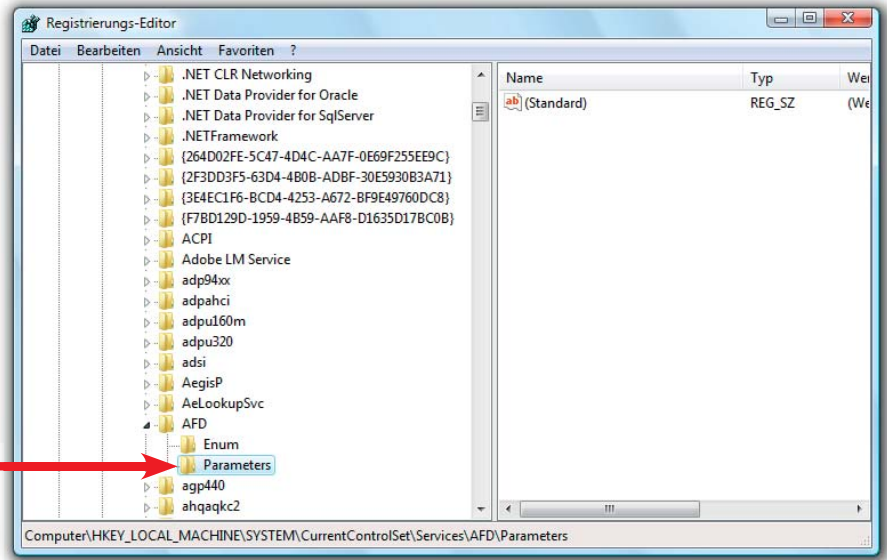 Registrierungs-Editor
Datei Bearbeiten Ansicht Favoriten ?
.NET CLR Networking
.NET Data Provider for Oracle
.NET Data Provider for SqlServer
.NETFramework
{264D02FE-5C47-4D4C-AA7F-0E69F255EE9C}
{2F3DD3F5-63D4-4B0B-ADBF-30E5930B3A71}
{3E4EC1F6-BCD4-4253-A672-BF9E49760DC8}
{F7BD129D-1959-4B59-AAF8-D1635D17BC0B}
ACPI
Adobe LM Service
adp94xx
adpahci
adpu160m
adpu320
adsi
AegisP
AeLookupSvc
AFD
Enum
Parameters
agp440
ahqaqkc2
Name Typ Wer
ab (Standard) REG_SZ (We
Computer\HKEY_LOCAL_MACHINE\SYSTEM\CurrentControlSet\Services\AFD\Parameters